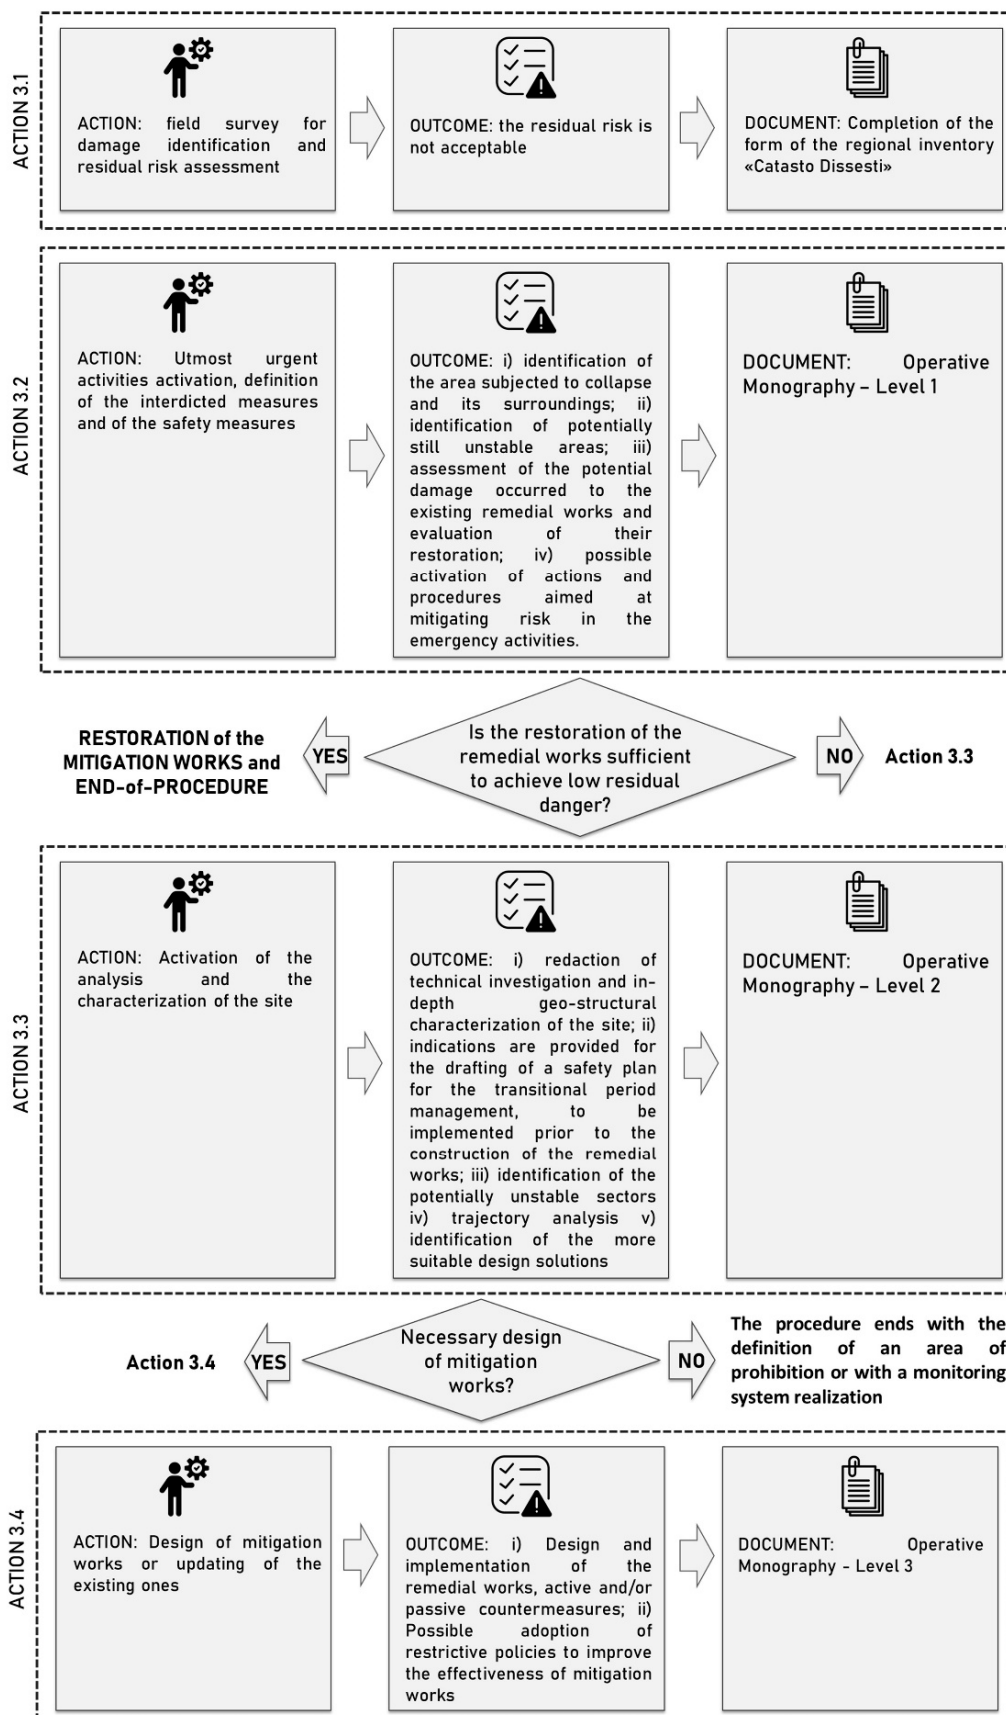 ACTION 3.1
ACTION: field survey for
damage identification and
residual risk assessment
OUTCOME: the residual risk is
not acceptable
DOCUMENT: Completion of the
form of the regional inventory
«Catasto Dissesti»
ACTION 3.2
ACTION: Utmost urgent
activities activation, definition
of the interdicted measures
and of the safety measures
OUTCOME: i) identification of
the area subjected to collapse
and its surroundings; ii)
identification of potentially
still unstable areas; iii)
assessment of the potential
damage occurred to the
existing remedial works and
evaluation of their
restoration; iv) possible
activation of actions and
procedures aimed at
mitigating risk in the
emergency activities.
DOCUMENT: Operative
Monography – Level 1
RESTORATION of the
MITIGATION WORKS and
END-of-PROCEDURE
YES
Is the restoration of the
remedial works sufficient
to achieve low residual
danger?
NO
Action 3.3
ACTION 3.3
ACTION: Activation of the
analysis and the
characterization of the site
OUTCOME: i) redaction of
technical investigation and in-
depth geo-structural
characterization of the site; ii)
indications are provided for
the drafting of a safety plan
for the transitional period
management, to be
implemented prior to the
construction of the remedial
works; iii) identification of the
potentially unstable sectors
iv) trajectory analysis v)
identification of the more
suitable design solutions
DOCUMENT: Operative
Monography – Level 2
Action 3.4
YES
Necessary design
of mitigation
works?
NO
The procedure ends with the
definition of an area of
prohibition or with a monitoring
system realization
ACTION 3.4
ACTION: Design of mitigation
works or updating of the
existing ones
OUTCOME: i) Design and
implementation of the
remedial works, active and/or
passive countermeasures; ii)
Possible adoption of
restrictive policies to improve
the effectiveness of mitigation
works
DOCUMENT: Operative
Monography - Level 3